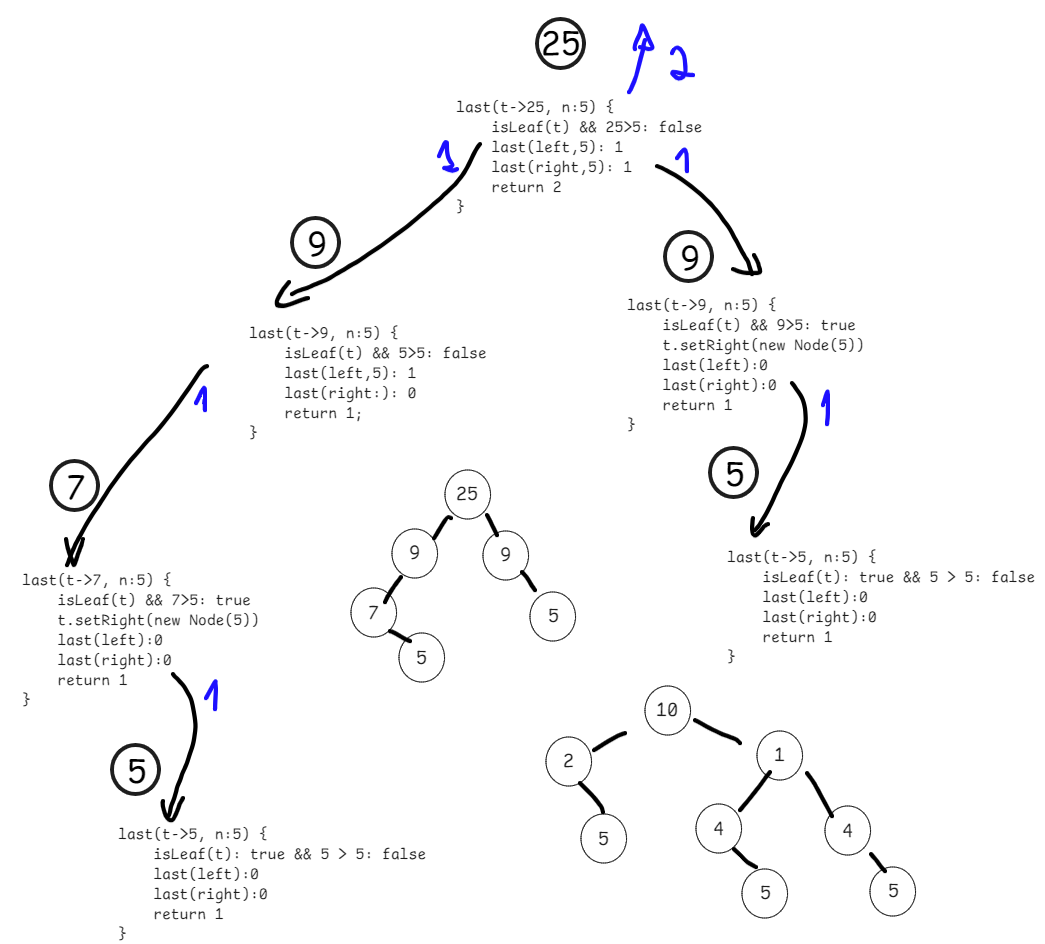 25
2
last(t->25, n:5) {
isLeaf(t) && 25>5: false
last(left,5): 1
last(right,5): 1
return 2
}
1
1
9
last(t->9, n:5) {
isLeaf(t) && 5>5: false
last(left,5): 1
last(right:): 0
return 1;
}
1
9
last(t->9, n:5) {
isLeaf(t) && 9>5: true
t.setRight(new Node(5))
last(left):0
last(right):0
return 1
}
1
7
last(t->7, n:5) {
isLeaf(t) && 7>5: true
t.setRight(new Node(5))
last(left):0
last(right):0
return 1
}
1
5
last(t->5, n:5) {
isLeaf(t): true && 5 > 5: false
last(left):0
last(right):0
return 1
}
25
9
9
7
5
5
5
last(t->5, n:5) {
isLeaf(t): true && 5 > 5: false
last(left):0
last(right):0
return 1
}
10
2
1
5
4
4
5
5